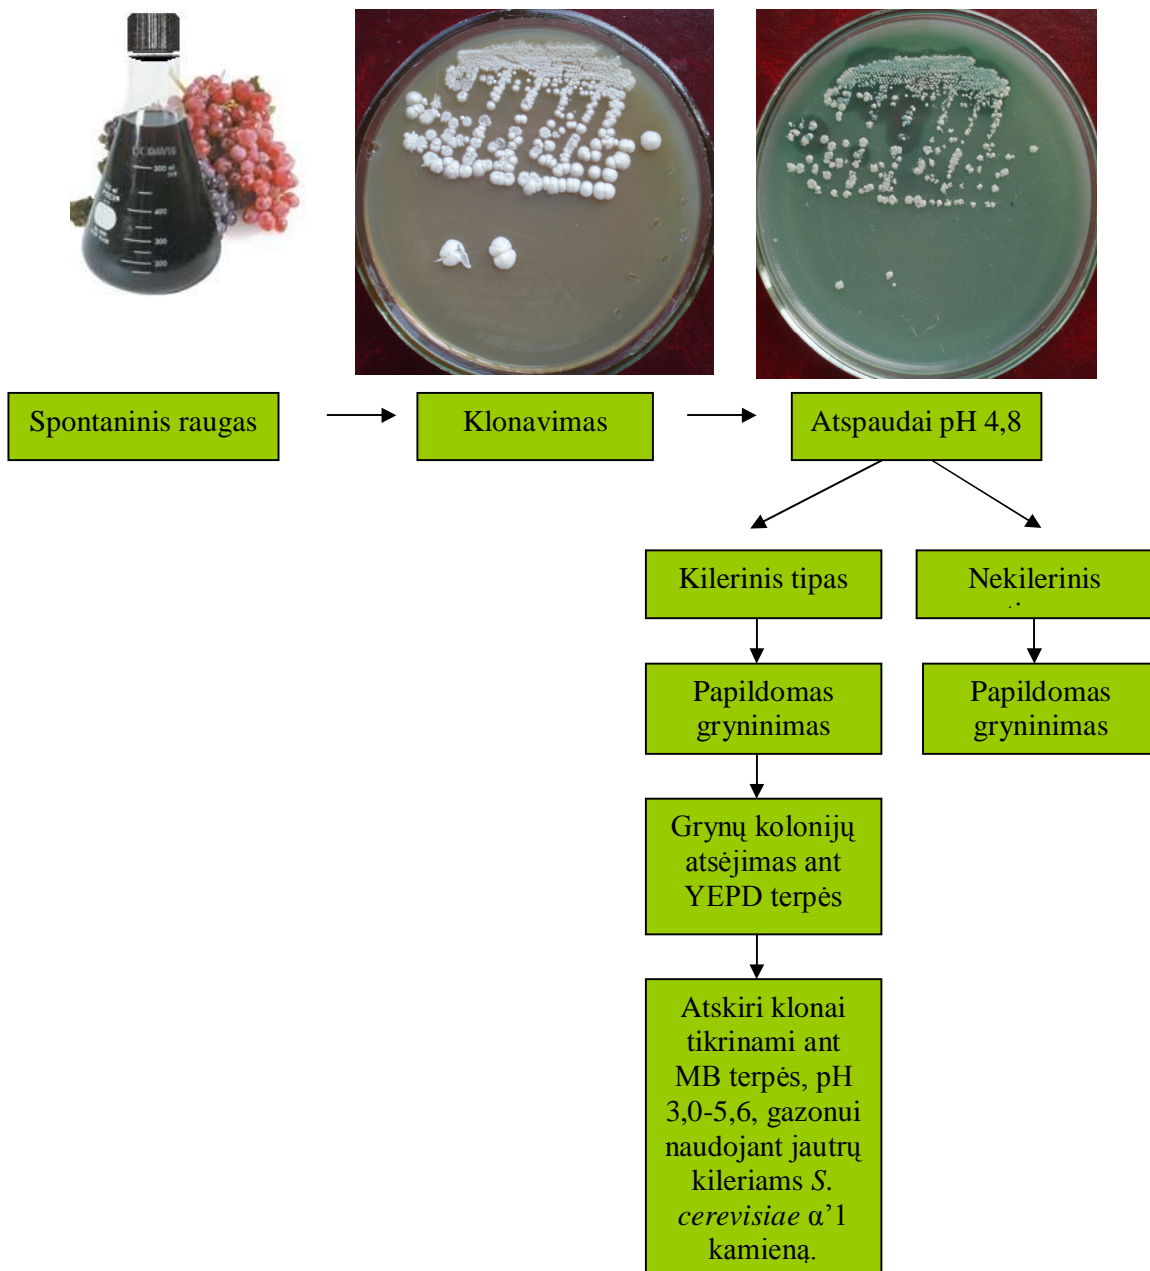 Spontaninis raugas
Klonavimas
Atspaudai pH 4,8
Kilerinis tipas
Nekilerinis
Papildomas
gryninimas
Papildomas
gryninimas
Grynų kolonijų
atsėjimas ant
YEPD terpės
Atskiri klonai
tikrinami ant
MB terpės, pH
3,0-5,6, gazonui
naudojant jautrų
kileriams S.
cerevisiae α’1
kamieną.